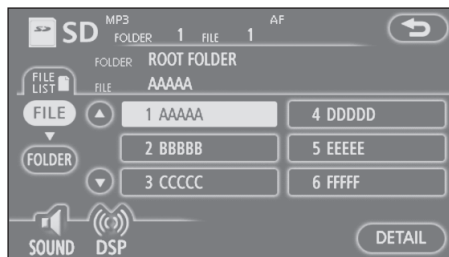 SD MP3 AF
FOLDER 1 FILE 1
FOLDER ROOT FOLDER
FILE LIST
FILE AAAAA
FILE
1 AAAAA
4 DDDDD
2 BBBBB
5 EEEEE
FOLDER
3 CCCCC
6 FFFFF
SOUND DSP
DETAIL